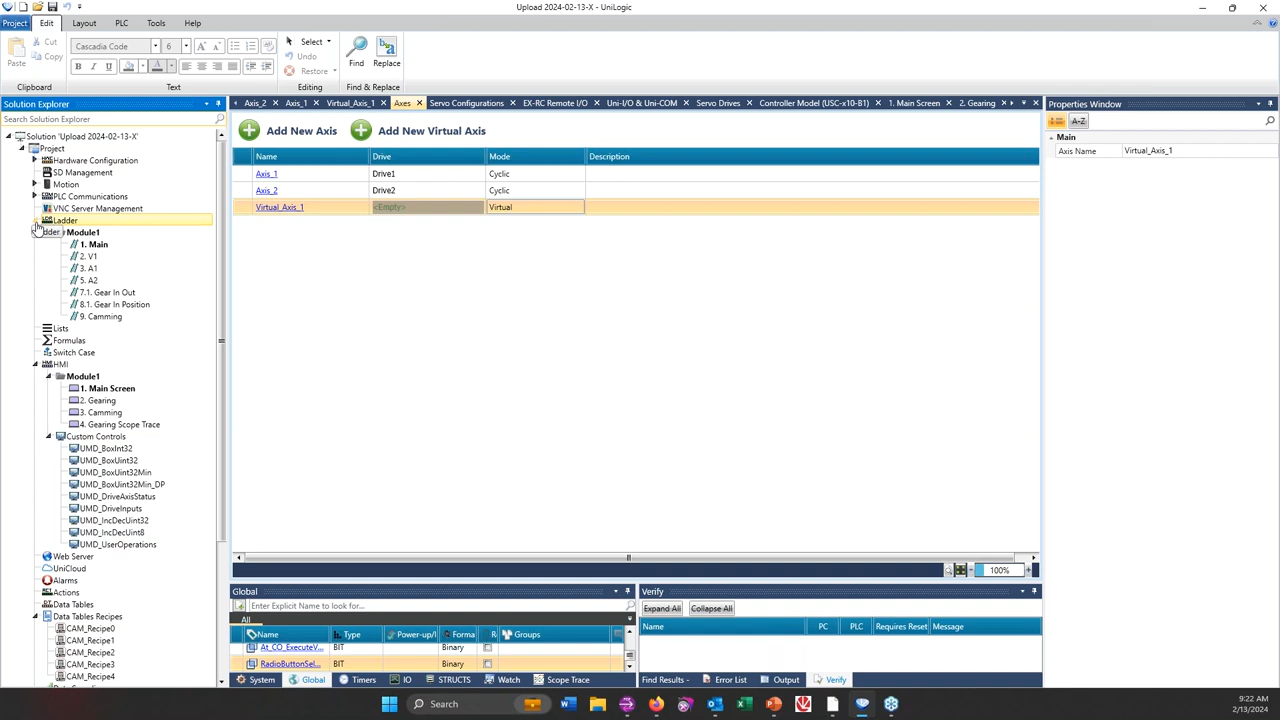 Upload 2024-02-13-X - UniLogic
Project Edit Layout PLC Tools Help
Cut
Copy
Paste
Cascadia Code 6
Select
Undo
Restore
Find Replace
Clipboard Text Editing Find & Replace
Solution Explorer
Search Solution Explorer
Solution 'Upload 2024-02-13-X'
Project
Hardware Configuration
SD Management
Motion
PLC Communications
VNC Server Management
Ladder
Module1
1. Main
2. V1
3. A1
5. A2
7.1. Gear In Out
8.1. Gear In Position
9. Camming
Lists
Formulas
Switch Case
HMI
Module1
1. Main Screen
2. Gearing
3. Camming
4. Gearing Scope Trace
Custom Controls
UMD_BoxInt32
UMD_BoxUint32
UMD_BoxUint32Min
UMD_BoxUint32Min_DP
UMD_DriveAxisStatus
UMD_DriveInputs
UMD_IncDecUint32
UMD_IncDecUint8
UMD_UserOperations
Web Server
UniCloud
Alarms
Actions
Data Tables
Data Tables Recipes
CAM_Recipe0
CAM_Recipe1
CAM_Recipe2
CAM_Recipe3
CAM_Recipe4
Axis_2 Axis_1 Virtual_Axis_1 Axes Servo Configurations EX-RC Remote I/O Uni-I/O & Uni-COM Servo Drives Controller Model (USC-x10-B1) 1. Main Screen 2. Gearing
Add New Axis Add New Virtual Axis
Name Drive Mode Description
Axis_1 Drive1 Cyclic
Axis_2 Drive2 Cyclic
Virtual_Axis_1 <Empty> Virtual
100%
Global
Enter Explicit Name to look for...
All
Name Type Power-up/I Forma R Groups
At_CO_ExecuteV... BIT Binary
RadioButtonSel... BIT Binary
System Global Timers IO STRUCTS Watch Scope Trace
Verify
Expand All Collapse All
Name PC PLC Requires Reset Message
Find Results - Error List Output Verify
Properties Window
A-Z
Main
Axis Name Virtual_Axis_1
Search
9:22 AM
2/13/2024